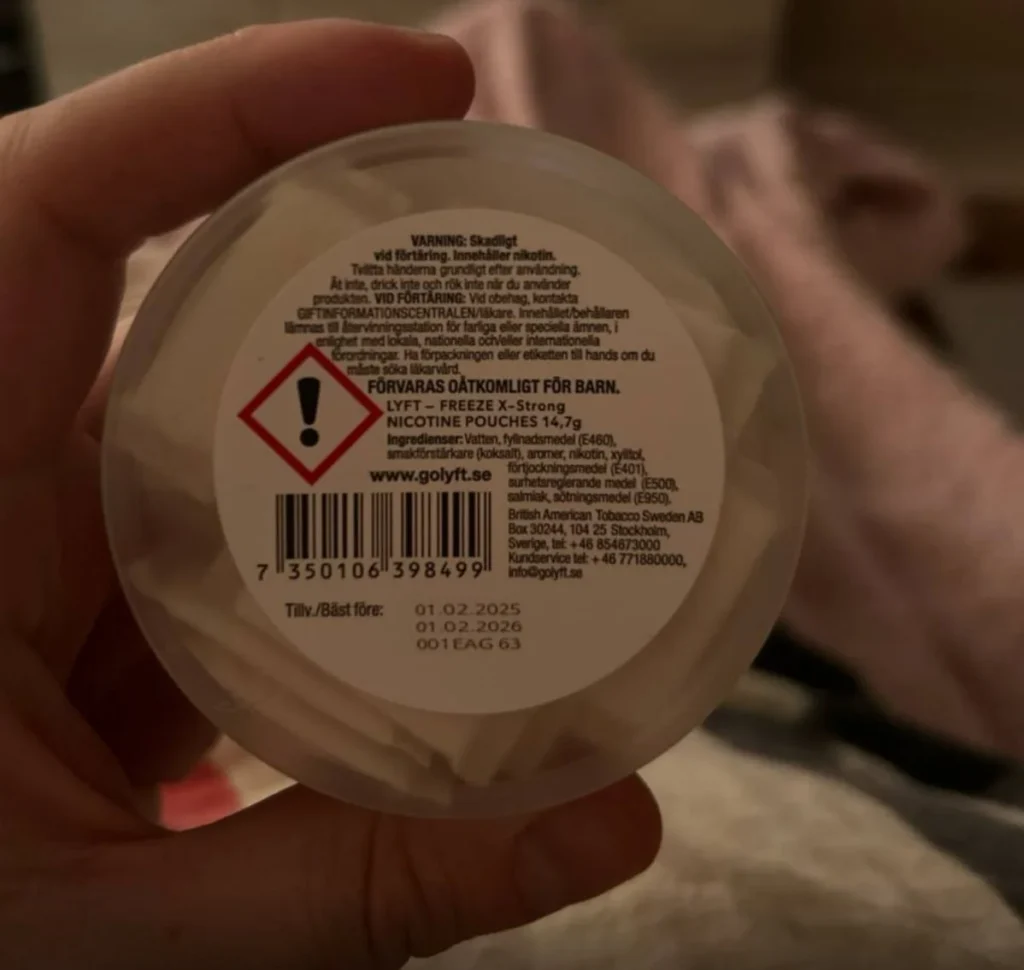 VARNING: Skadligt
vid förtäring. Innehåller nikotin.
Tvätta händerna grundligt efter användning.
Ät inte, drick inte och rök inte när du använder
produkten. VID FÖRTÄRING: Vid obehag, kontakta
GIFTINFORMATIONSCENTRALEN/läkare. Innehållet/behållaren
lämnas till återvinningsstation för farliga eller speciella ämnen, i
enlighet med lokala, nationella och/eller internationella
förordningar. Ha förpackningen eller etiketten till hands om du
måste söka läkarvård.
FÖRVARAS OÅTKOMLIGT FÖR BARN.
LYFT – FREEZE X-Strong
NICOTINE POUCHES 14,7g
Ingredienser: Vatten, fyllnadsmedel (E460),
smakförstärkare (koksalt), aromer, nikotin, xylitol,
förtjockningsmedel (E401),
surhetsreglerande medel (E500),
salmiak, sötningsmedel (E950).
www.golyft.se
British American Tobacco Sweden AB
Box 30244, 104 25 Stockholm,
Sverige, tel: +46 854673000
Kundservice tel: +46 771880000,
info@golyft.se
7 350106 398499
Tillv./Bäst före: 01.02.2025
01.02.2026
001EAG 63